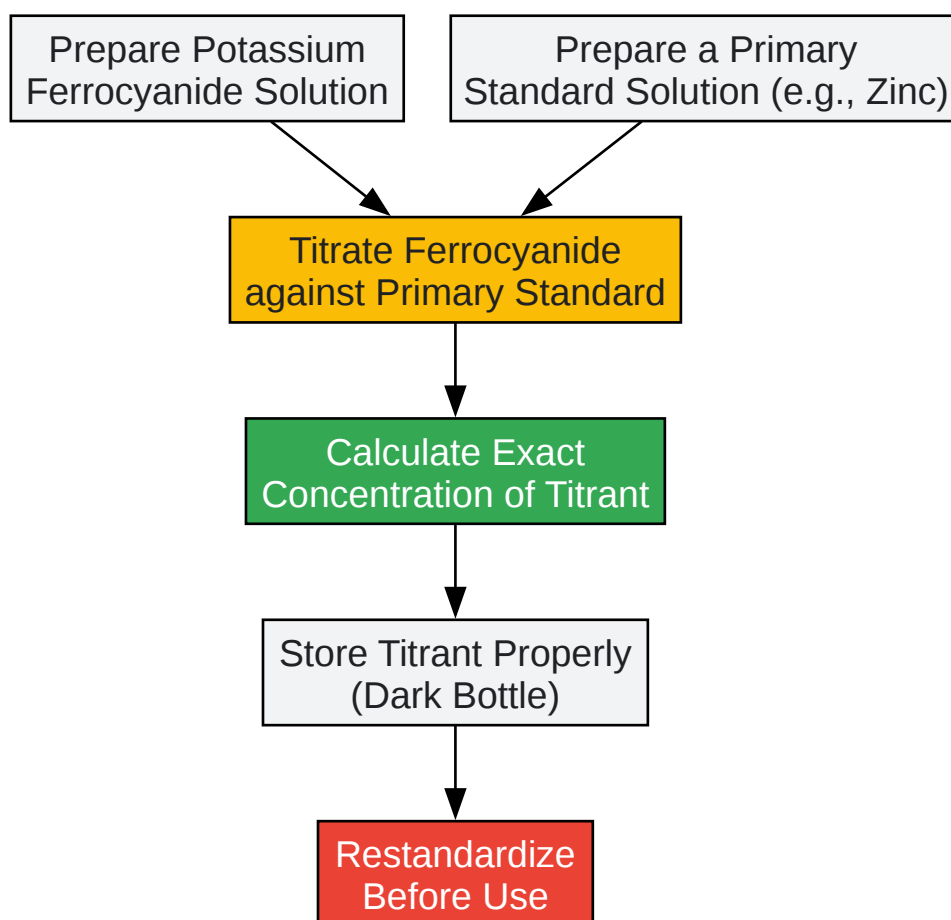 Prepare Potassium
Ferrocyanide Solution
Prepare a Primary
Standard Solution (e.g., Zinc)
Titrate Ferrocyanide
against Primary Standard
Calculate Exact
Concentration of Titrant
Store Titrant Properly
(Dark Bottle)
Restandardize
Before Use